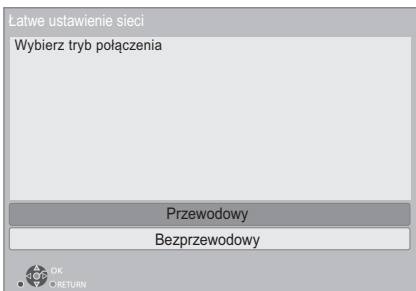 Łatwe ustawienie sieci
Wybierz tryb połączenia
Przewodowy
Bezprzewodowy
OK
RETURN